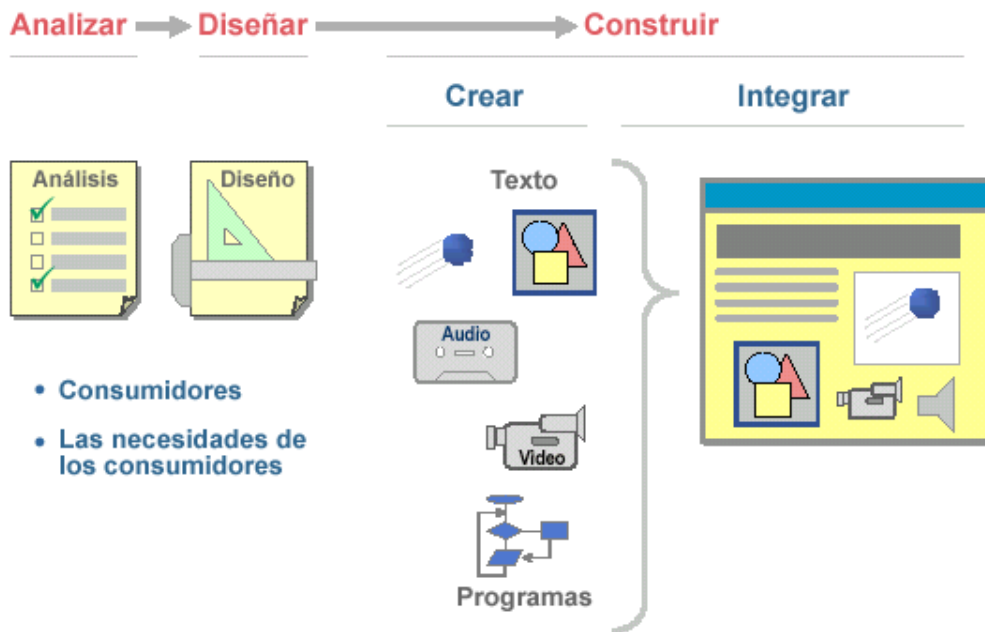 Analizar
Diseñar
Construir
Crear
Integrar
Análisis
Diseño
Texto
Audio
Video
Programas
• Consumidores
• Las necesidades de
los consumidores